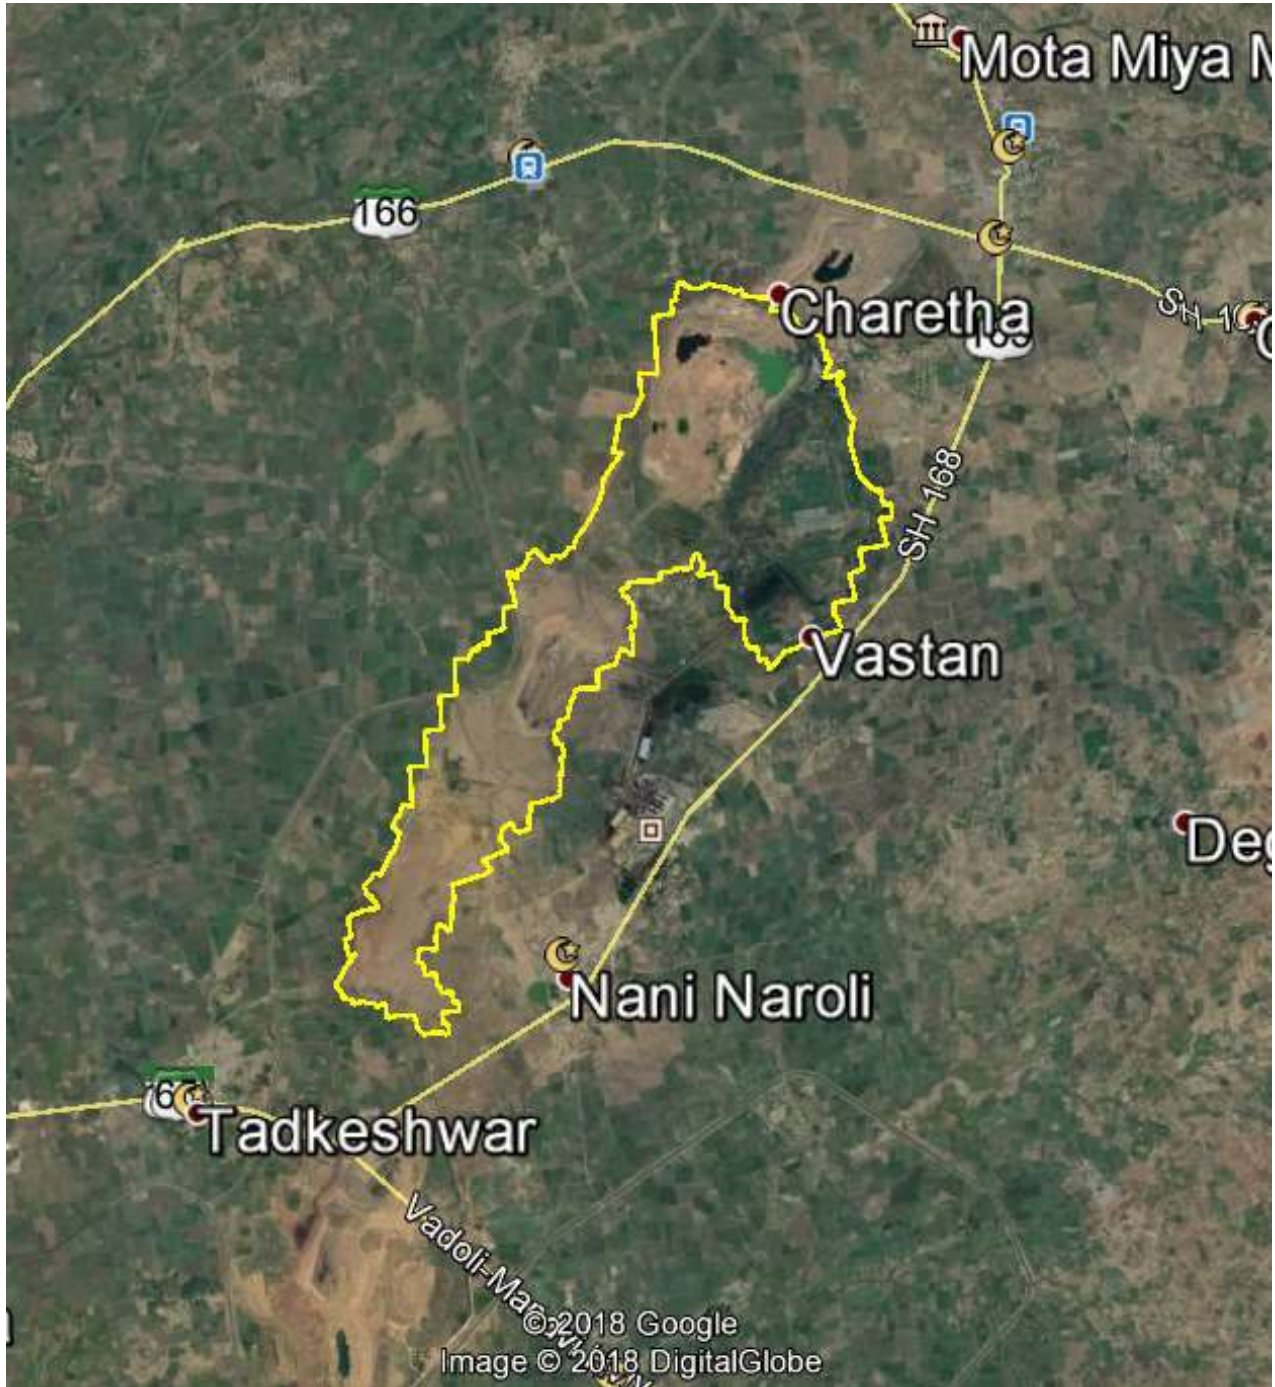 Mota Miya M
166
Charetha
SH 168
Vastan
Nani Naroli
Tadkeshwar
©2018 Google
Image © 2018 DigitalGlobe